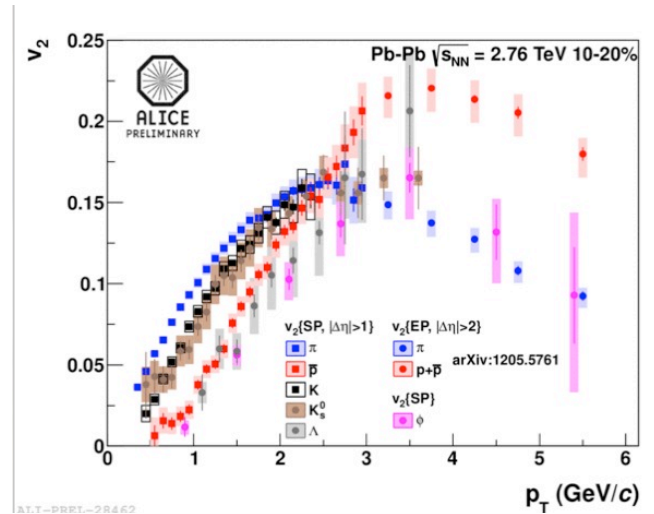 v₂
0.25
0.2
0.15
0.1
0.05
0
Pb-Pb √sNN = 2.76 TeV 10-20%
ALICE
PRELIMINARY
v₂{SP, |Δη|>1}
π
p̅
K
K⁰s
Λ
v₂{EP, |Δη|>2}
π
p+p̅
arXiv:1205.5761
v₂{SP}
ϕ
0 1 2 3 4 5 6
pT (GeV/c)
ALI-PREL-28462